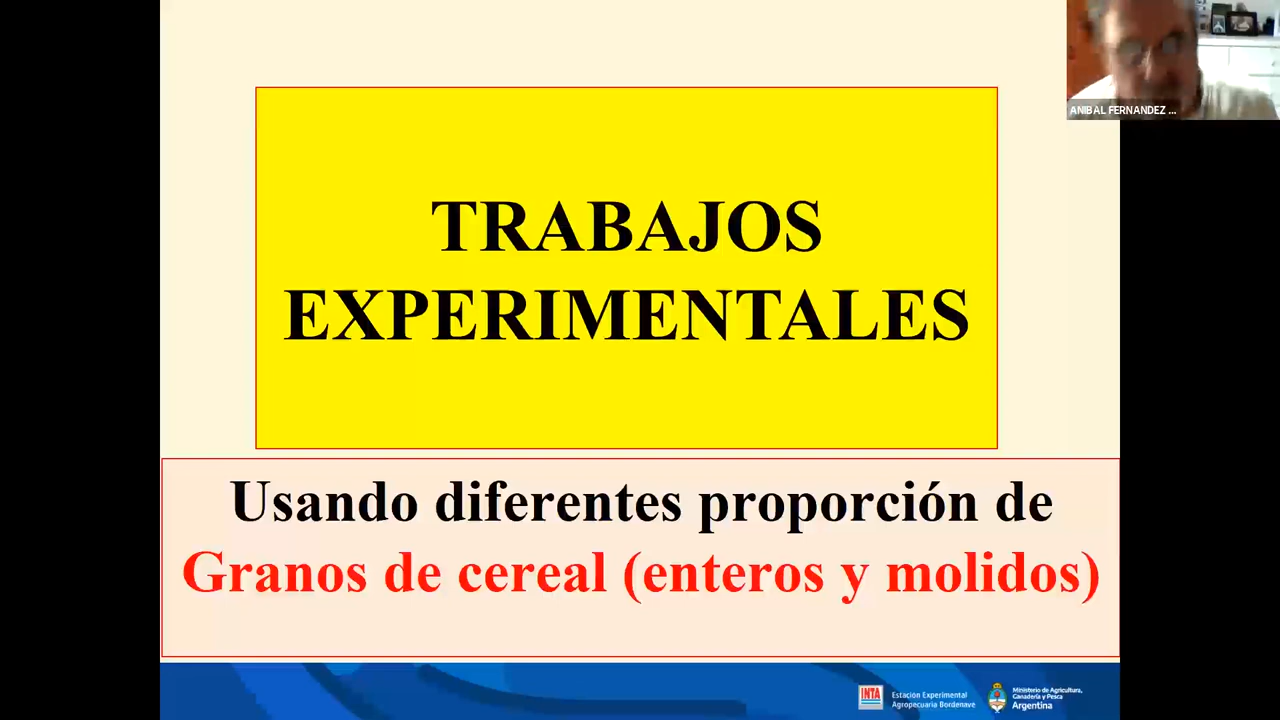 ANIBAL FERNANDEZ ...
TRABAJOS
EXPERIMENTALES
Usando diferentes proporción de
Granos de cereal (enteros y molidos)
INTA
Estación Experimental
Agropecuaria Bordenave
Ministerio de Agricultura,
Ganadería y Pesca
Argentina